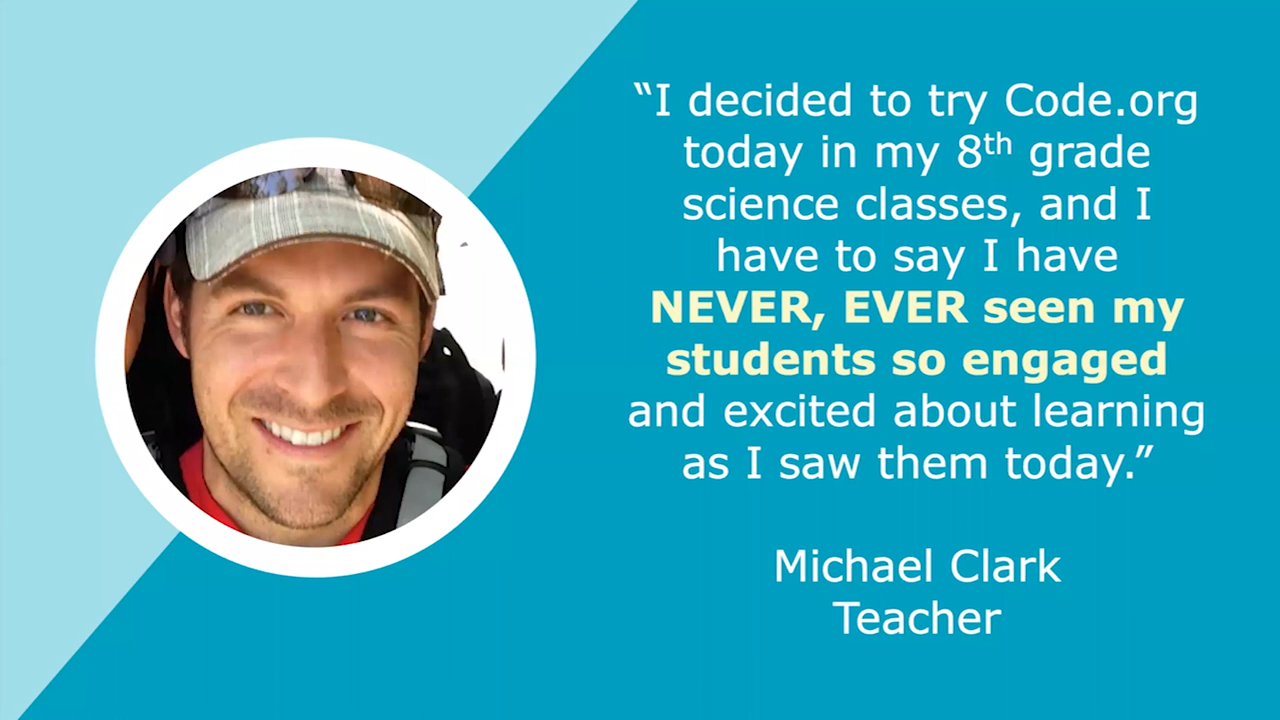 “I decided to try Code.org
today in my 8th grade
science classes, and I
have to say I have
NEVER, EVER seen my
students so engaged
and excited about learning
as I saw them today.”
Michael Clark
Teacher